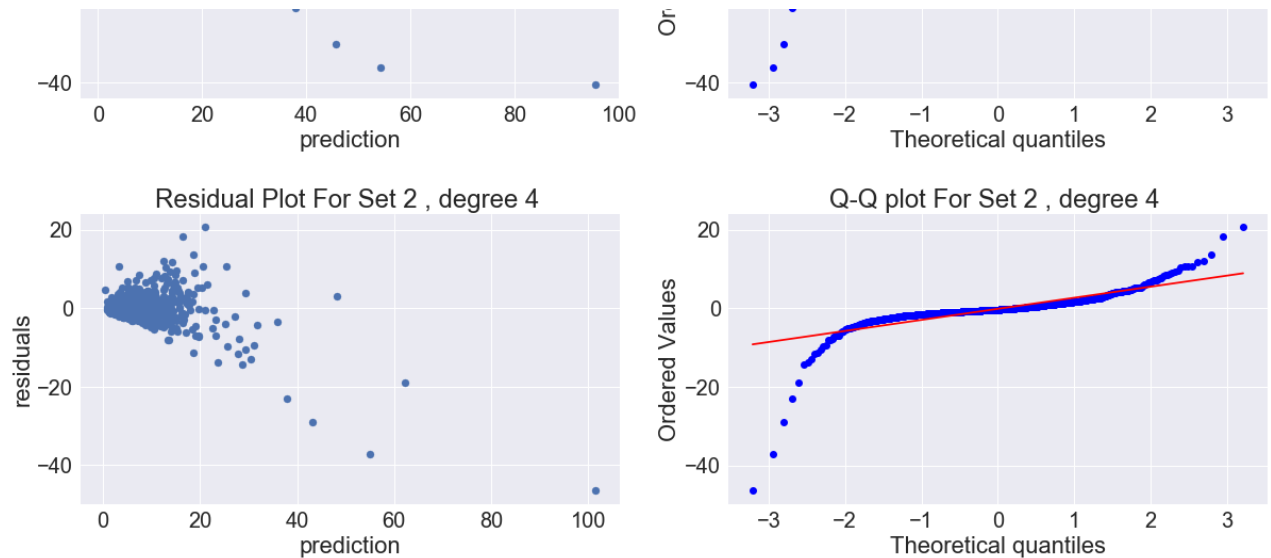 Or
−40
−40
0 20 40 60 80 100
−3 −2 −1 0 1 2 3
prediction
Theoretical quantiles
Residual Plot For Set 2 , degree 4
Q-Q plot For Set 2 , degree 4
20
0
−20
−40
residuals
20
0
−20
−40
Ordered Values
0 20 40 60 80 100
−3 −2 −1 0 1 2 3
prediction
Theoretical quantiles